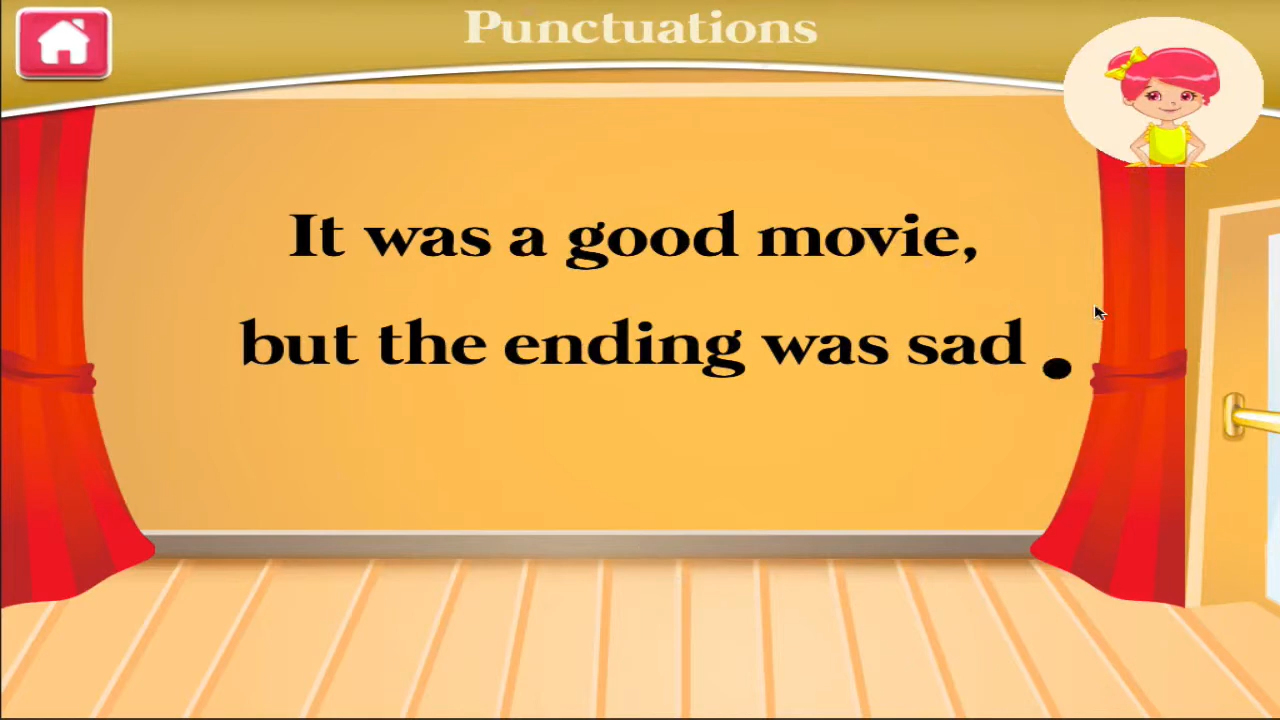 Punctuations
It was a good movie,
but the ending was sad.